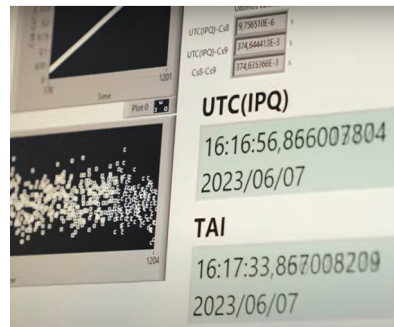 1201
Time
Plot 0
1204
UTC(IPQ)-Cs8 9,756510E-6 s
UTC(IPQ)-Cs9 374,644413E-3 s
Cs8-Cs9 374,635366E-3 s
UTC(IPQ)
16:16:56,866007804
2023/06/07
TAI
16:17:33,867008209
2023/06/07